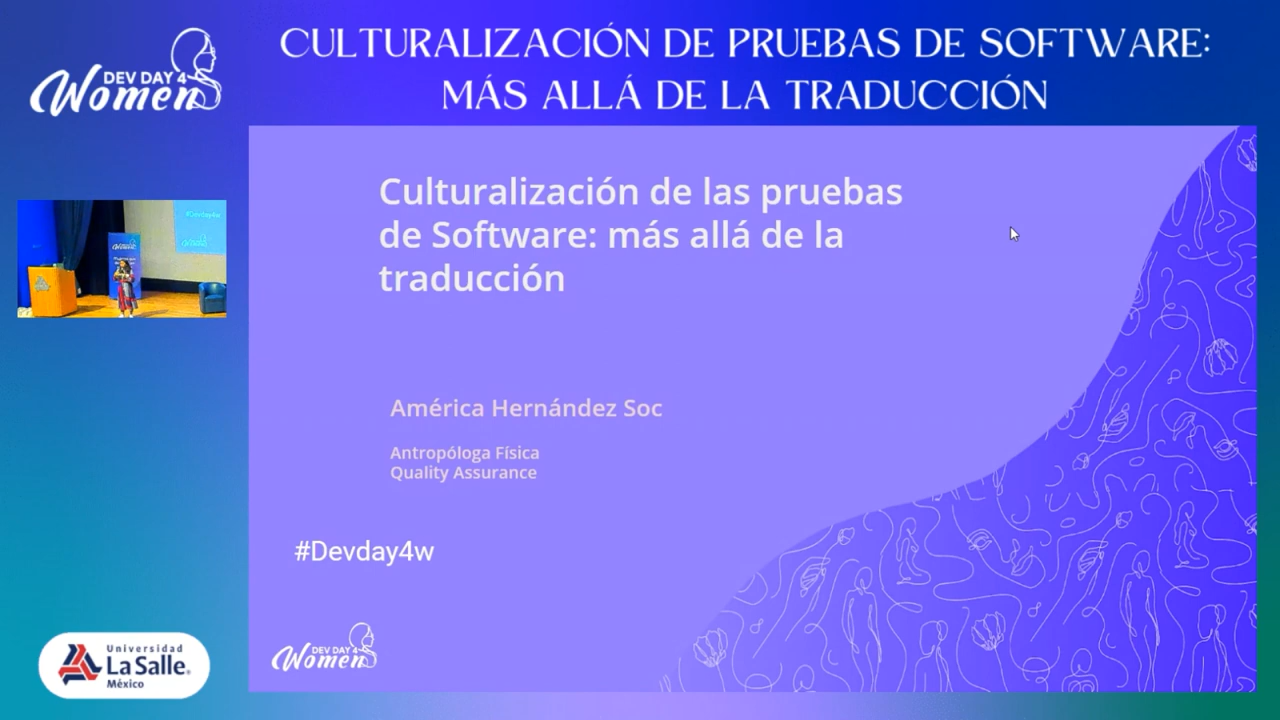 DEV DAY 4
Women
CULTURALIZACIÓN DE PRUEBAS DE SOFTWARE:
MÁS ALLÁ DE LA TRADUCCIÓN
#Devday4w
Culturalización de las pruebas
de Software: más allá de la
traducción
América Hernández Soc
Antropóloga Física
Quality Assurance
#Devday4w
DEV DAY 4
Women
Universidad
La Salle®
México